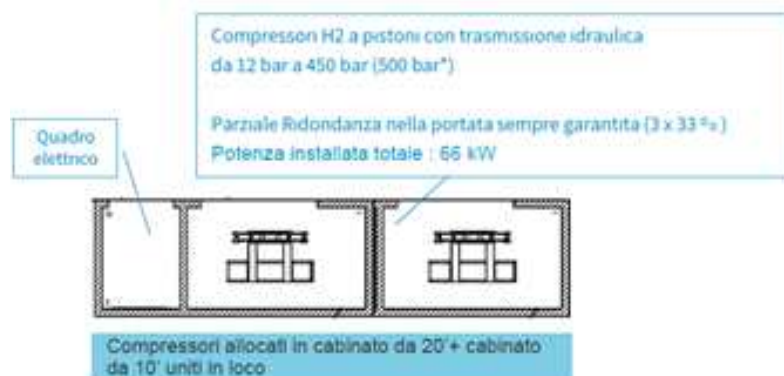 Compressori H2 a pistoni con trasmissione idraulica
da 12 bar a 450 bar (500 bar*)
Parziale Ridondanza nella portata sempre garantita (3 x 33 %)
Potenza installata totale : 66 kW
Quadro
elettrico
Compressori allocati in cabinato da 20'+ cabinato
da 10' uniti in loco